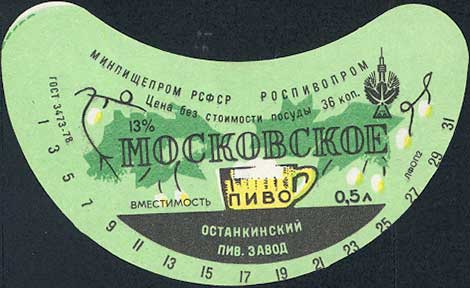 МИНПИЩЕПРОМ РСФСР РОСПИВОПРОМ
Цена без стоимости посуды 36 коп.
ГОСТ 3473-78
13%
МОСКОВСКОЕ
ПИВО
ВМЕСТИМОСТЬ 0,5 л
ОСТАНКИНСКИЙ
ПИВ. ЗАВОД
ЛФОП2
1 3 5 7 9 11 13 15 17 19 21 23 25 27 29 31